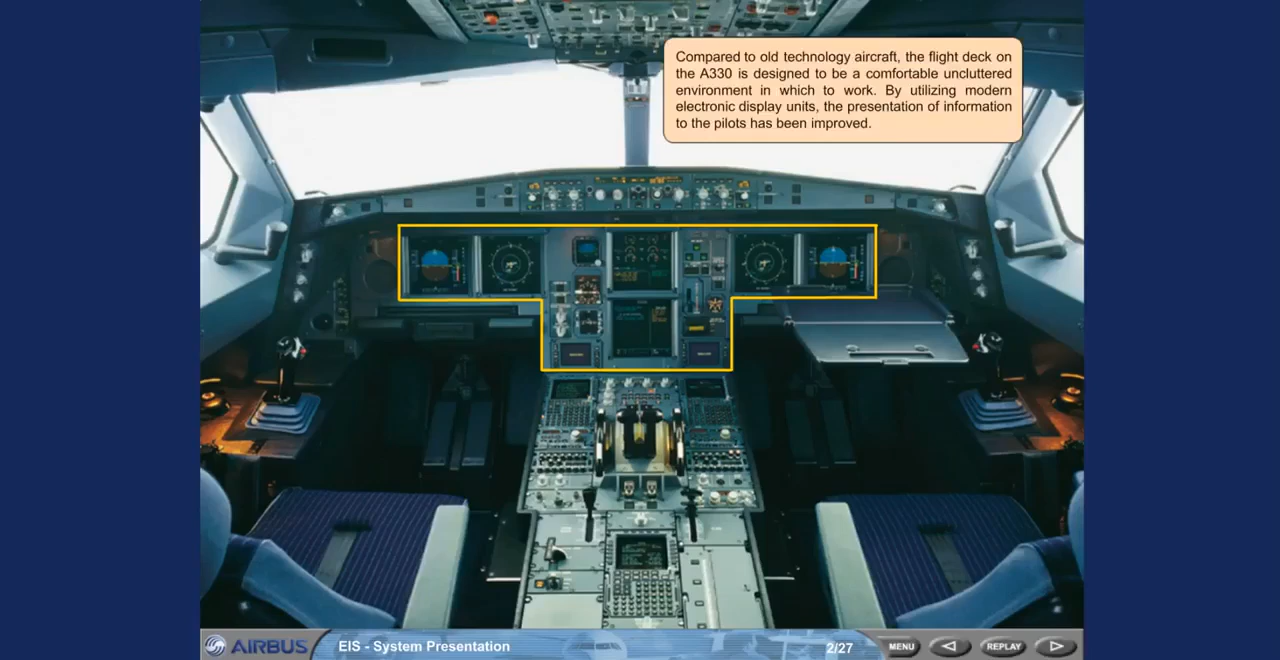 Compared to old technology aircraft, the flight deck on
the A330 is designed to be a comfortable uncluttered
environment in which to work. By utilizing modern
electronic display units, the presentation of information
to the pilots has been improved.
AIRBUS
EIS - System Presentation
2/27
MENU
REPLAY